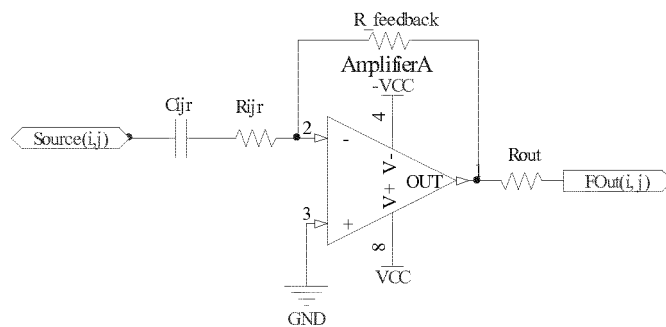 R_feedback
AmplifierA
-VCC
4
Cijr
Rijr
2
-
Source(i,j)
V-
OUT
1
Rout
FOut(i, j)
V+
3
+
8
VCC
GND